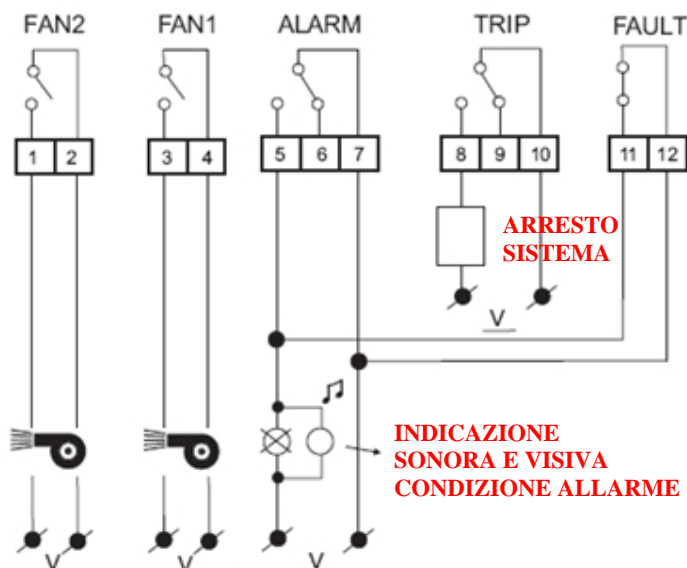 FAN2 FAN1 ALARM TRIP FAULT
1 2 3 4 5 6 7 8 9 10 11 12
ARRESTO
SISTEMA
V
INDICAZIONE
SONORA E VISIVA
CONDIZIONE ALLARME
V V V